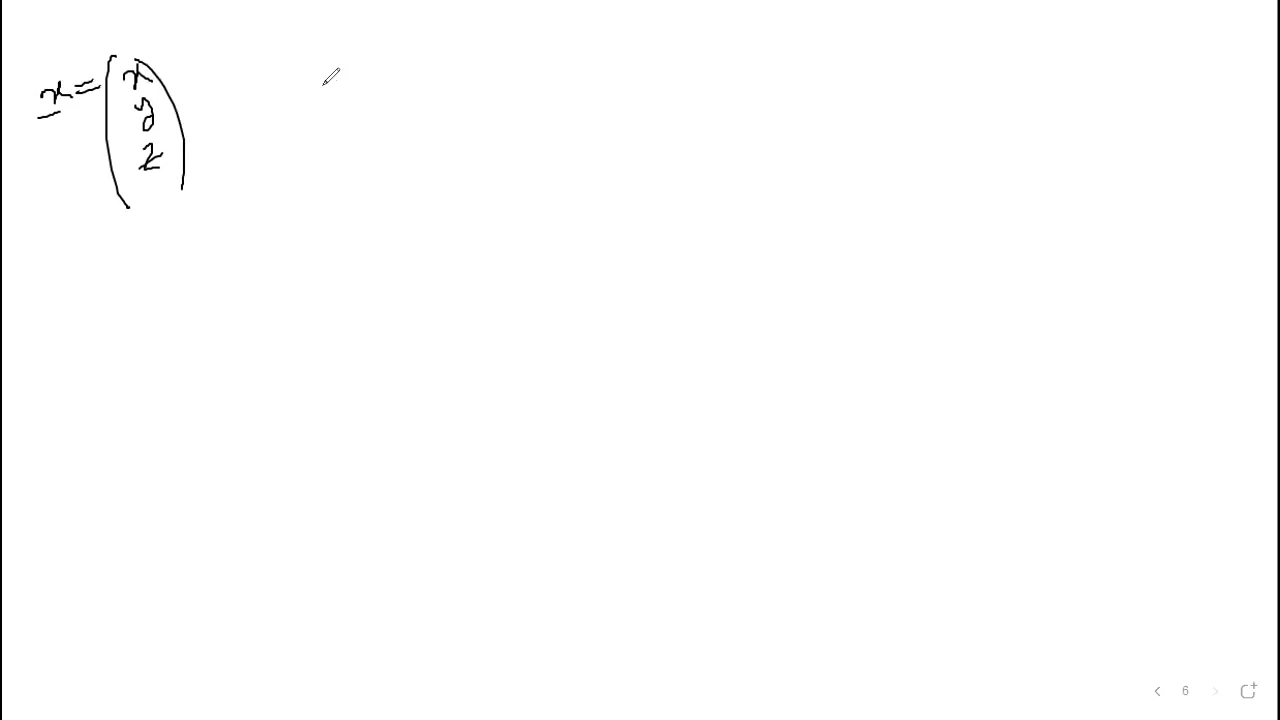 x = ( x
y
z )
6